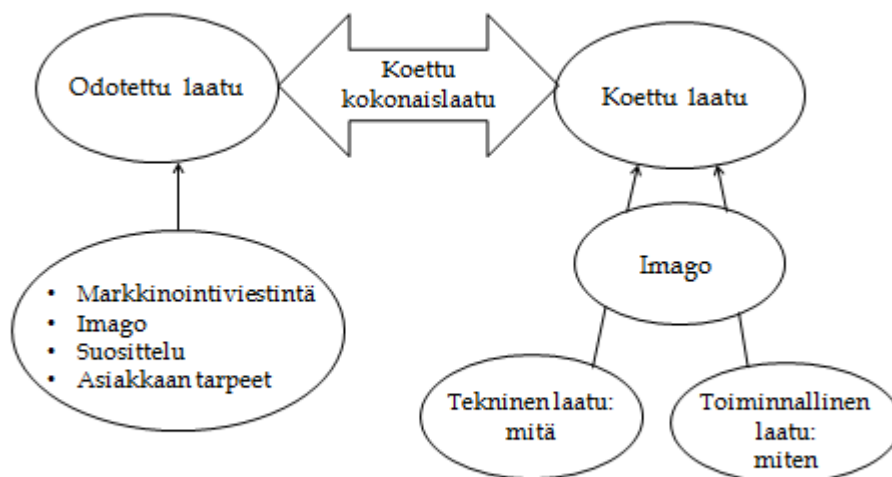 Odotettu laatu
Koettu
kokonaislaatu
Koettu laatu
• Markkinointiviestintä
• Imago
• Suosittelu
• Asiakkaan tarpeet
Imago
Tekninen laatu:
mitä
Toiminnallinen
laatu:
miten